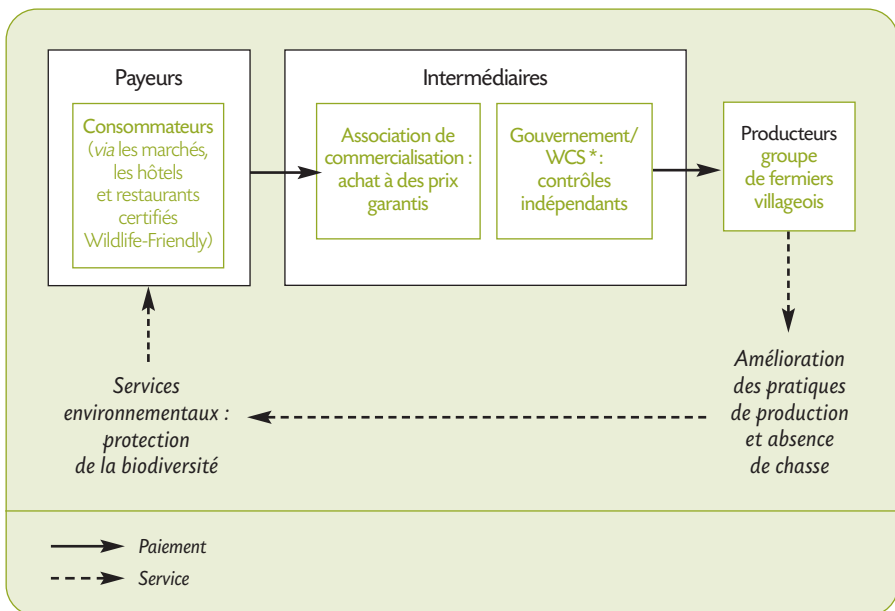 Payeurs
Consommateurs
(via les marchés,
les hôtels
et restaurants
certifiés
Wildlife-Friendly)
Intermédiaires
Association de
commercialisation :
achat à des prix
garantis
Gouvernement/
WCS * :
contrôles
indépendants
Producteurs
groupe
de fermiers
villageois
Amélioration
des pratiques
de production
et absence
de chasse
Services
environnementaux :
protection
de la biodiversité
Paiement
Service